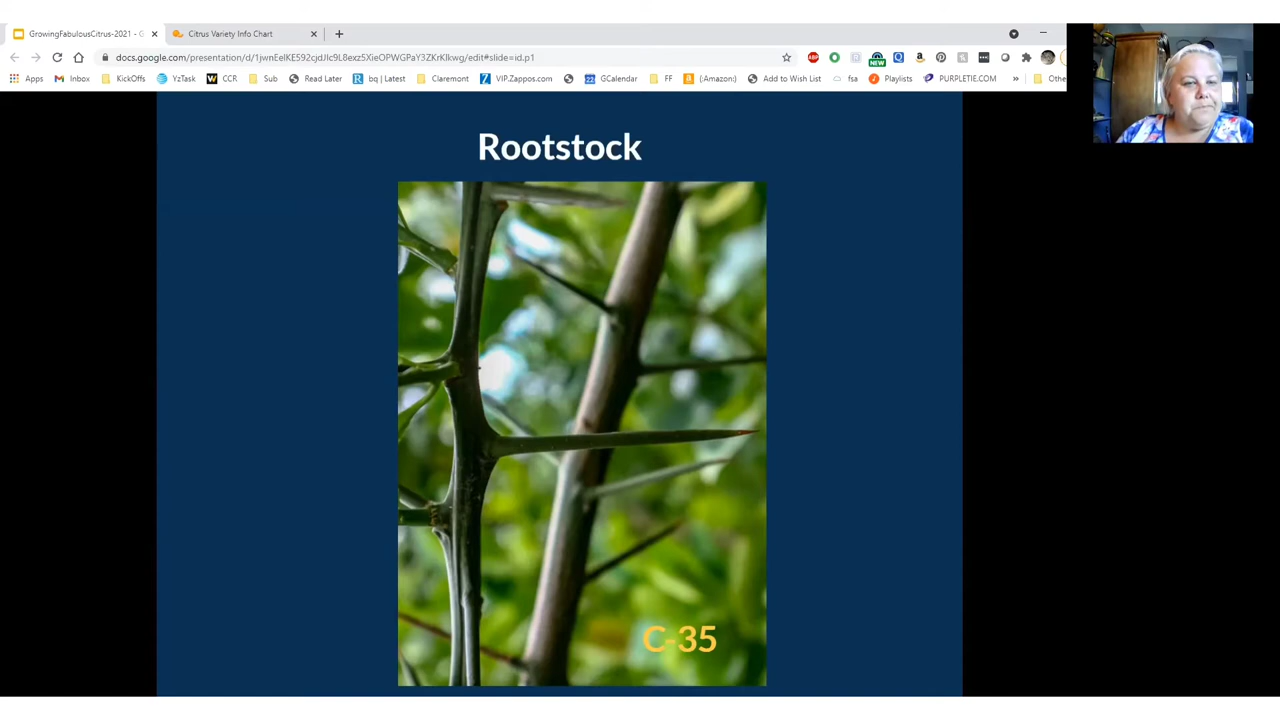 GrowingFabulousCitrus-2021 - G
Citrus Variety Info Chart
docs.google.com/presentation/d/1jwnEelKE592cjdJIc9L8exz5XieOPWGPaY3ZKrKlkwg/edit#slide=id.p1
Apps Inbox KickOffs YzTask CCR Sub Read Later bq | Latest Claremont VIP.Zappos.com GCalendar FF (:Amazon:) Add to Wish List fsa Playlists PURPLETIE.COM » Othe
Rootstock
C-35